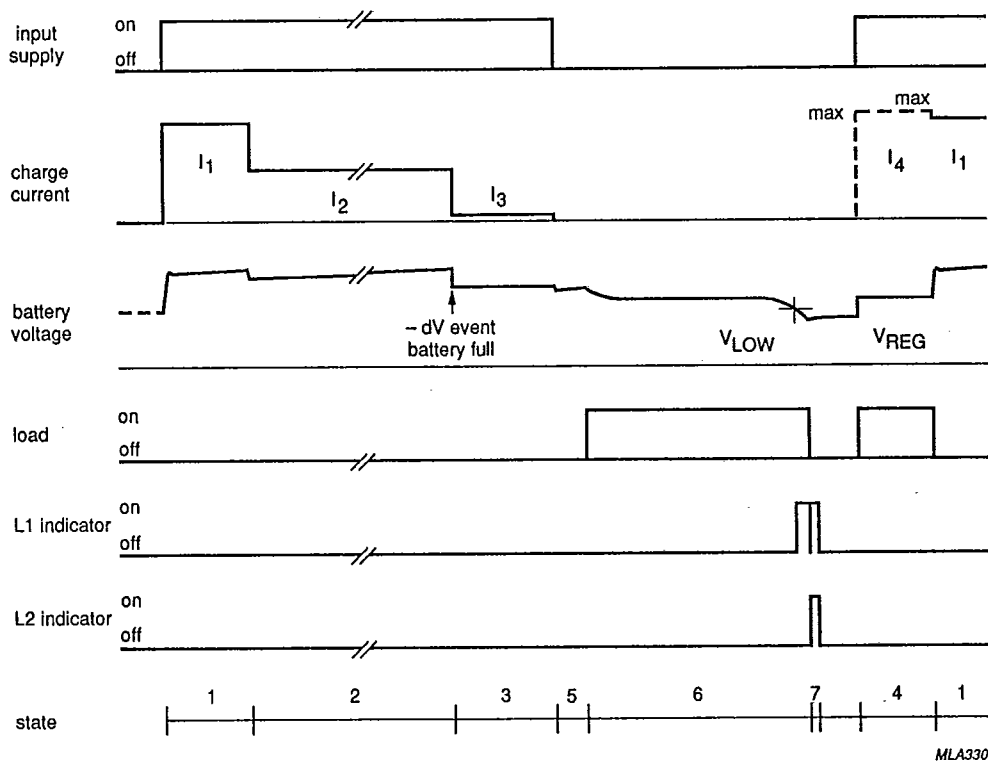 input
supply
on
off
charge
current
I1
I2
I3
max
max
I4
I1
battery
voltage
– dV event
battery full
VLOW
VREG
load
on
off
L1 indicator
on
off
L2 indicator
on
off
state
1 2 3 5 6 7 4 1
MLA330